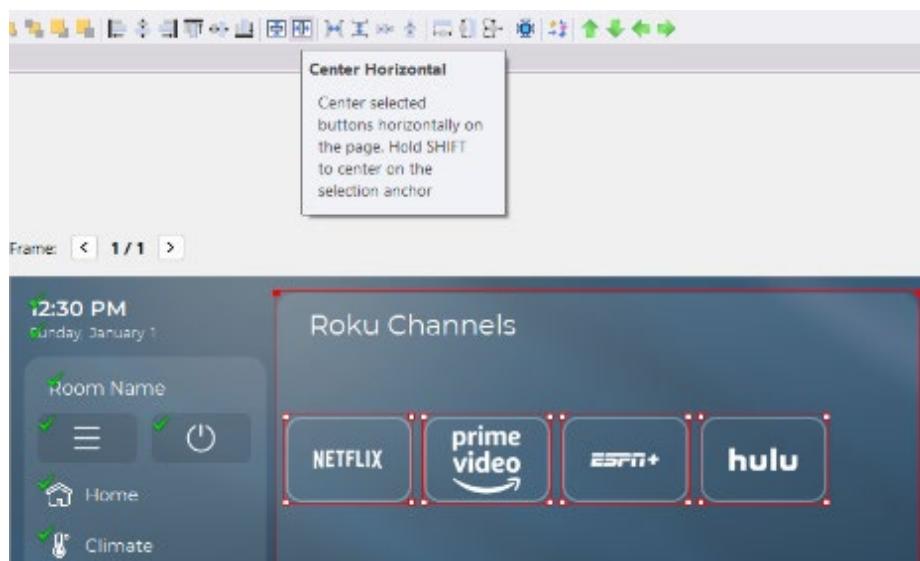 Center Horizontal
Center selected
buttons horizontally on
the page. Hold SHIFT
to center on the
selection anchor
Frame: < 1 / 1 >
12:30 PM
Sunday, January 1
Roku Channels
Room Name
NETFLIX
prime
video
ESPN+
hulu
Home
Climate